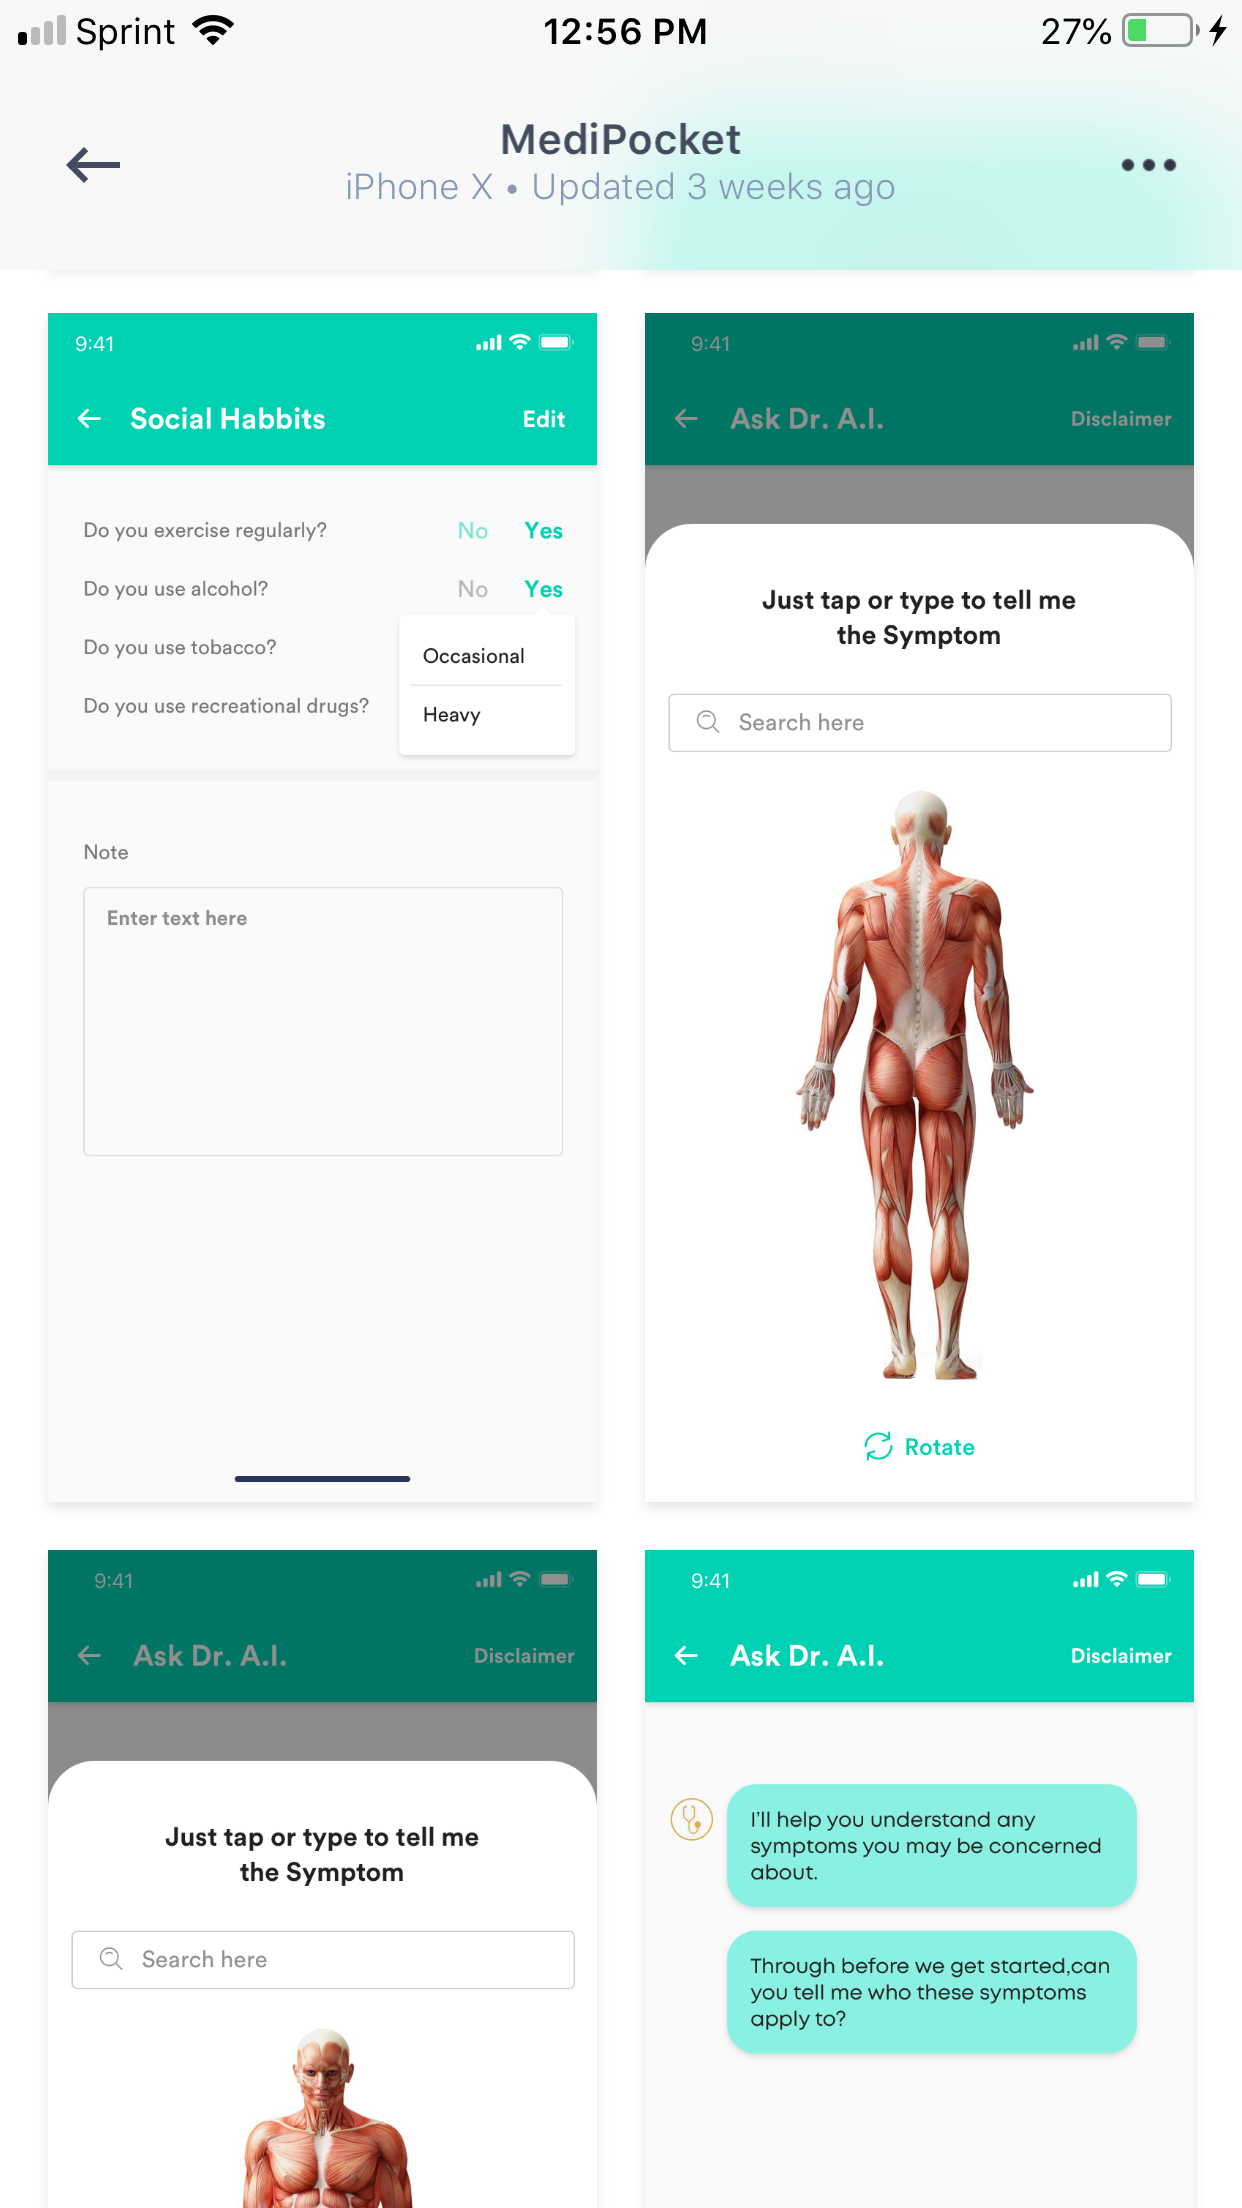 Sprint
12:56 PM
27%
MediPocket
iPhone X • Updated 3 weeks ago
9:41
Social Habbits
Edit
Do you exercise regularly?
No
Yes
Do you use alcohol?
No
Yes
Do you use tobacco?
Do you use recreational drugs?
Occasional
Heavy
Note
Enter text here
9:41
Ask Dr. A.I.
Disclaimer
Just tap or type to tell me
the Symptom
Search here
Rotate
9:41
Ask Dr. A.I.
Disclaimer
Just tap or type to tell me
the Symptom
Search here
9:41
Ask Dr. A.I.
Disclaimer
I'll help you understand any
symptoms you may be concerned
about.
Through before we get started,can
you tell me who these symptoms
apply to?